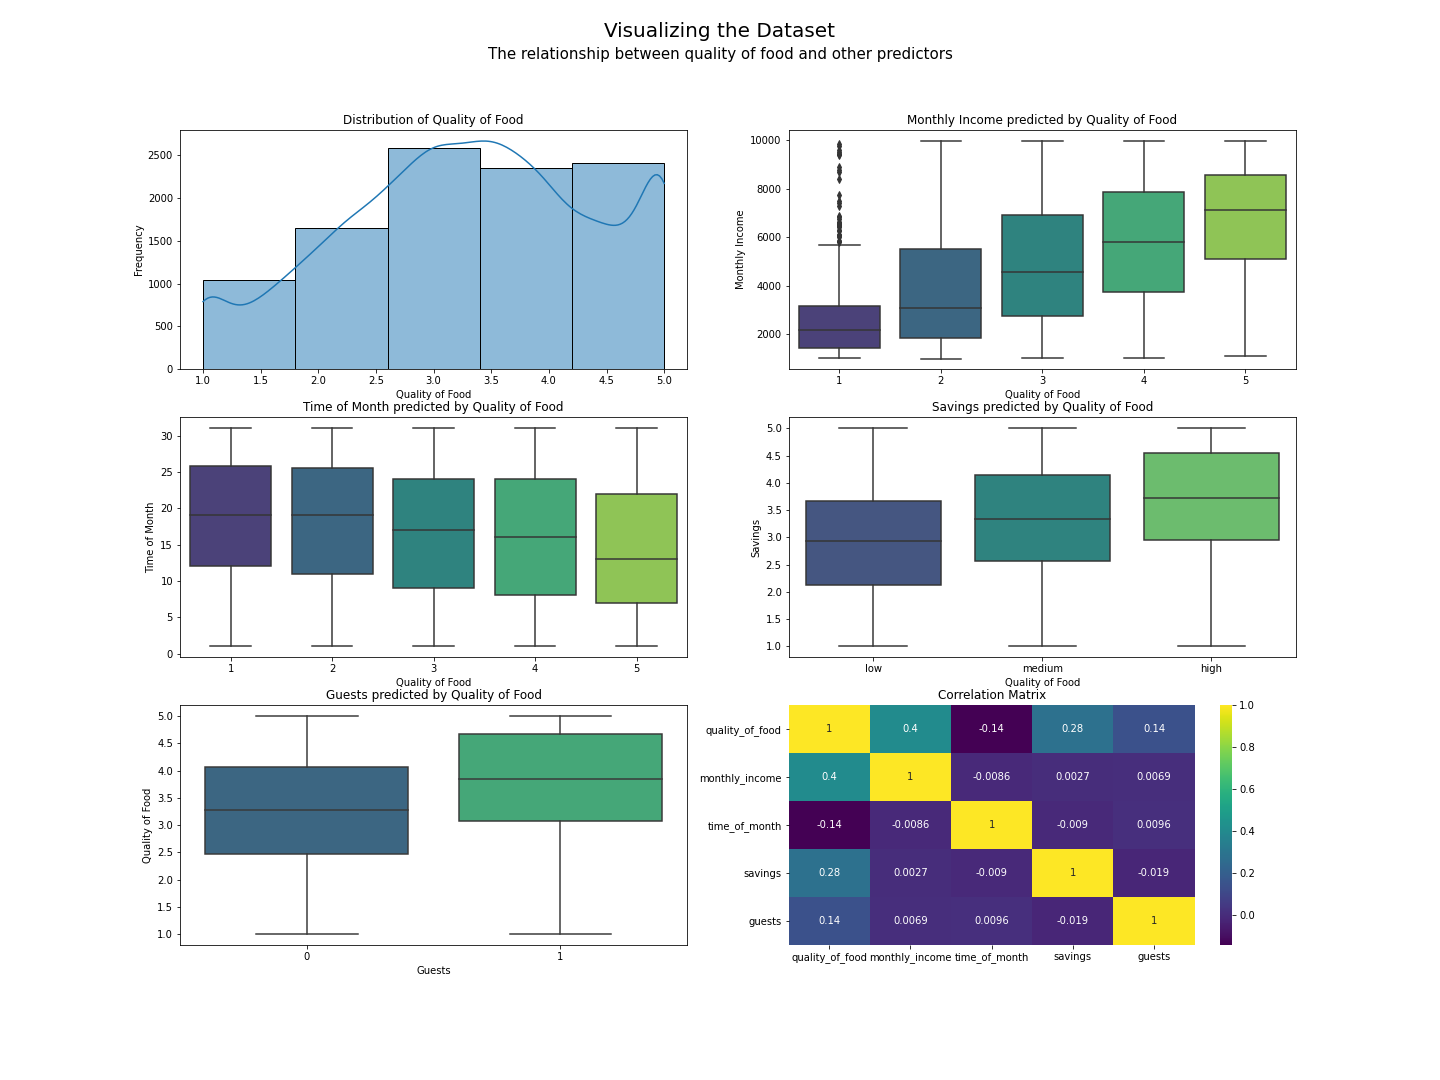 Visualizing the Dataset
The relationship between quality of food and other predictors
Distribution of Quality of Food
Frequency
2500
2000
1500
1000
500
0
1.0 1.5 2.0 2.5 3.0 3.5 4.0 4.5 5.0
Quality of Food
Monthly Income predicted by Quality of Food
Monthly Income
10000
8000
6000
4000
2000
1 2 3 4 5
Quality of Food
Time of Month predicted by Quality of Food
Time of Month
30
25
20
15
10
5
0
1 2 3 4 5
Quality of Food
Savings predicted by Quality of Food
Savings
5.0
4.5
4.0
3.5
3.0
2.5
2.0
1.5
1.0
low medium high
Quality of Food
Guests predicted by Quality of Food
Quality of Food
5.0
4.5
4.0
3.5
3.0
2.5
2.0
1.5
1.0
0 1
Guests
Correlation Matrix
quality_of_food 1 0.4 -0.14 0.28 0.14
monthly_income 0.4 1 -0.0086 0.0027 0.0069
time_of_month -0.14 -0.0086 1 -0.009 0.0096
savings 0.28 0.0027 -0.009 1 -0.019
guests 0.14 0.0069 0.0096 -0.019 1
quality_of_food monthly_income time_of_month savings guests
1.0
0.8
0.6
0.4
0.2
0.0